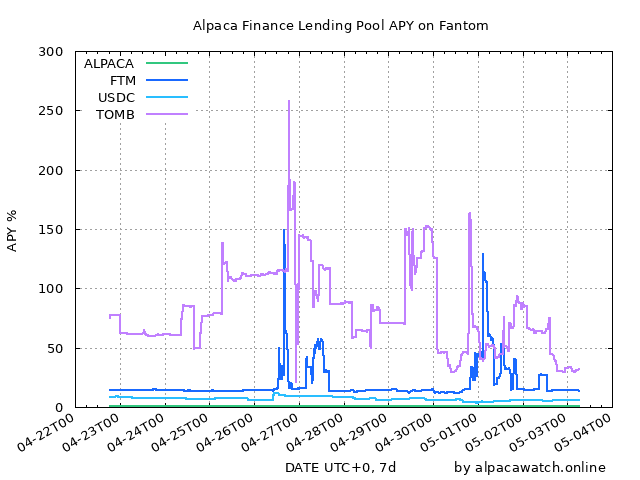 Alpaca Finance Lending Pool APY on Fantom
300
250
200
150
100
50
0
APY %
ALPACA
FTM
USDC
TOMB
04-22T00
04-23T00
04-24T00
04-25T00
04-26T00
04-27T00
04-28T00
04-29T00
04-30T00
05-01T00
05-02T00
05-03T00
05-04T00
DATE UTC+0, 7d
by alpacawatch.online